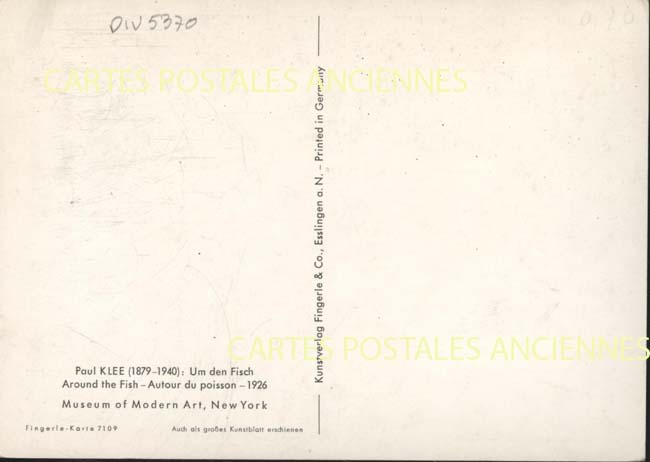 DIV 5370
CARTES POSTALES ANCIENNES
Kunstverlag Fingerle & Co., Esslingen a. N. – Printed in Germany
CARTES POSTALES ANCIENNES
Paul KLEE (1879–1940): Um den Fisch
Around the Fish – Autour du poisson – 1926
Museum of Modern Art, New York
Fingerle-Karte 7109
Auch als großes Kunstblatt erschienen